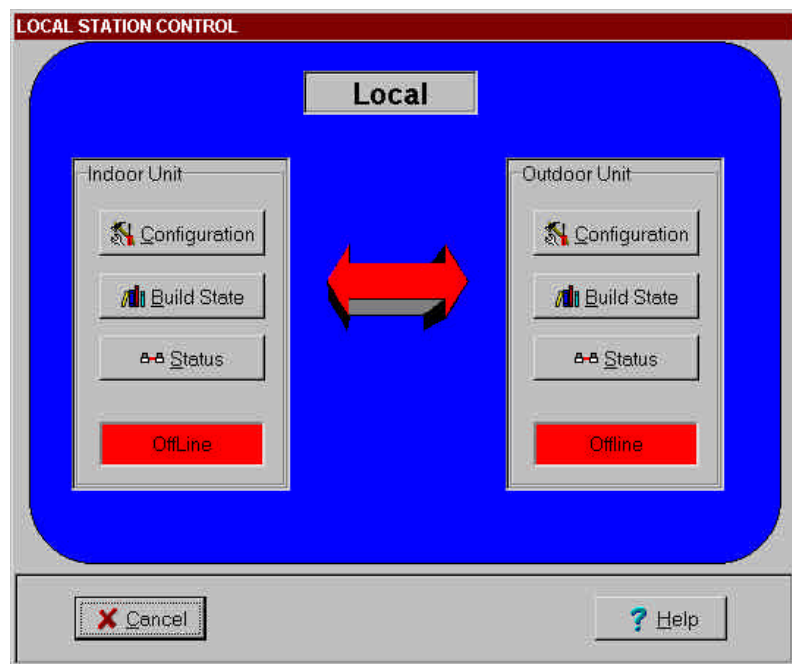 LOCAL STATION CONTROL
Local
Indoor Unit
Configuration
Build State
Status
OffLine
Outdoor Unit
Configuration
Build State
Status
Offline
Cancel
Help